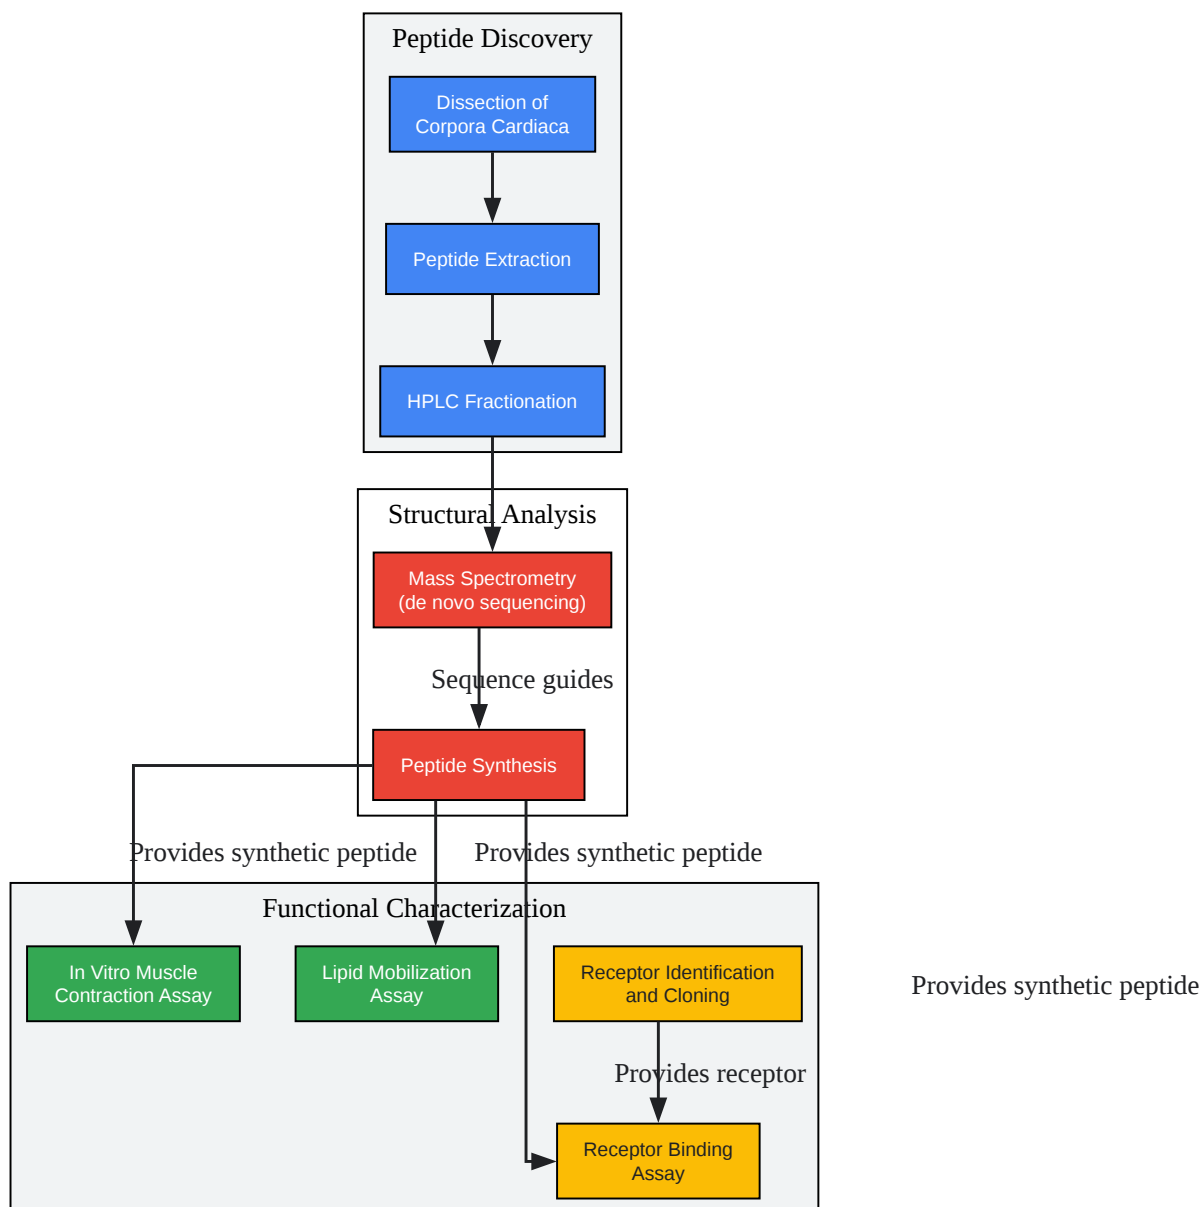 Peptide Discovery
Dissection of
Corpora Cardiaca
Peptide Extraction
HPLC Fractionation
Structural Analysis
Mass Spectrometry
(de novo sequencing)
Sequence guides
Peptide Synthesis
Provides synthetic peptide
Provides synthetic peptide
Functional Characterization
In Vitro Muscle
Contraction Assay
Lipid Mobilization
Assay
Receptor Identification
and Cloning
Provides synthetic peptide
Provides receptor
Receptor Binding
Assay